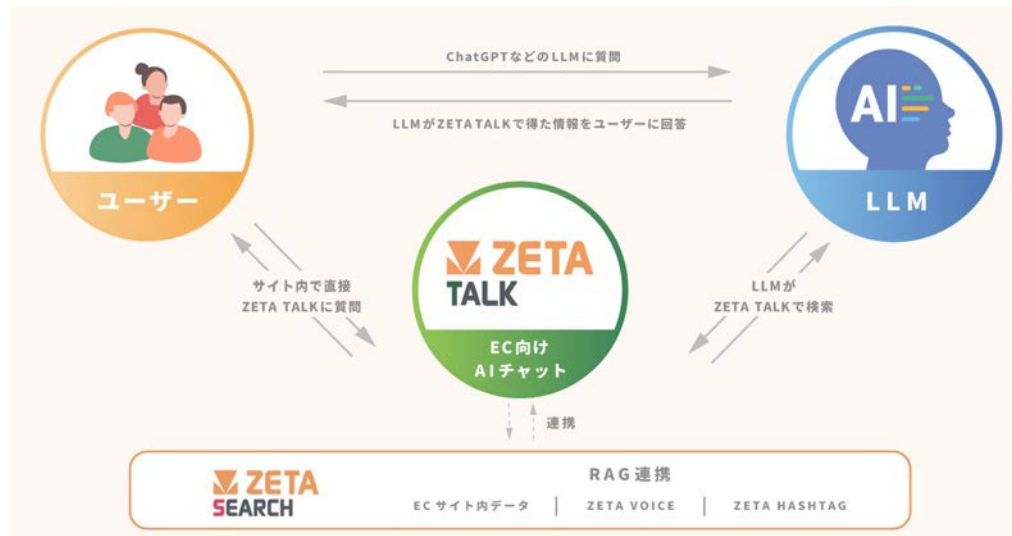 ChatGPTなどのLLMに質問
LLMがZETA TALKで得た情報をユーザーに回答
AI
ユーザー
LLM
ZETA
TALK
EC向け
AIチャット
サイト内で直接
ZETA TALKに質問
LLMが
ZETA TALKで検索
連携
ZETA
SEARCH
RAG連携
ECサイト内データ | ZETA VOICE | ZETA HASHTAG